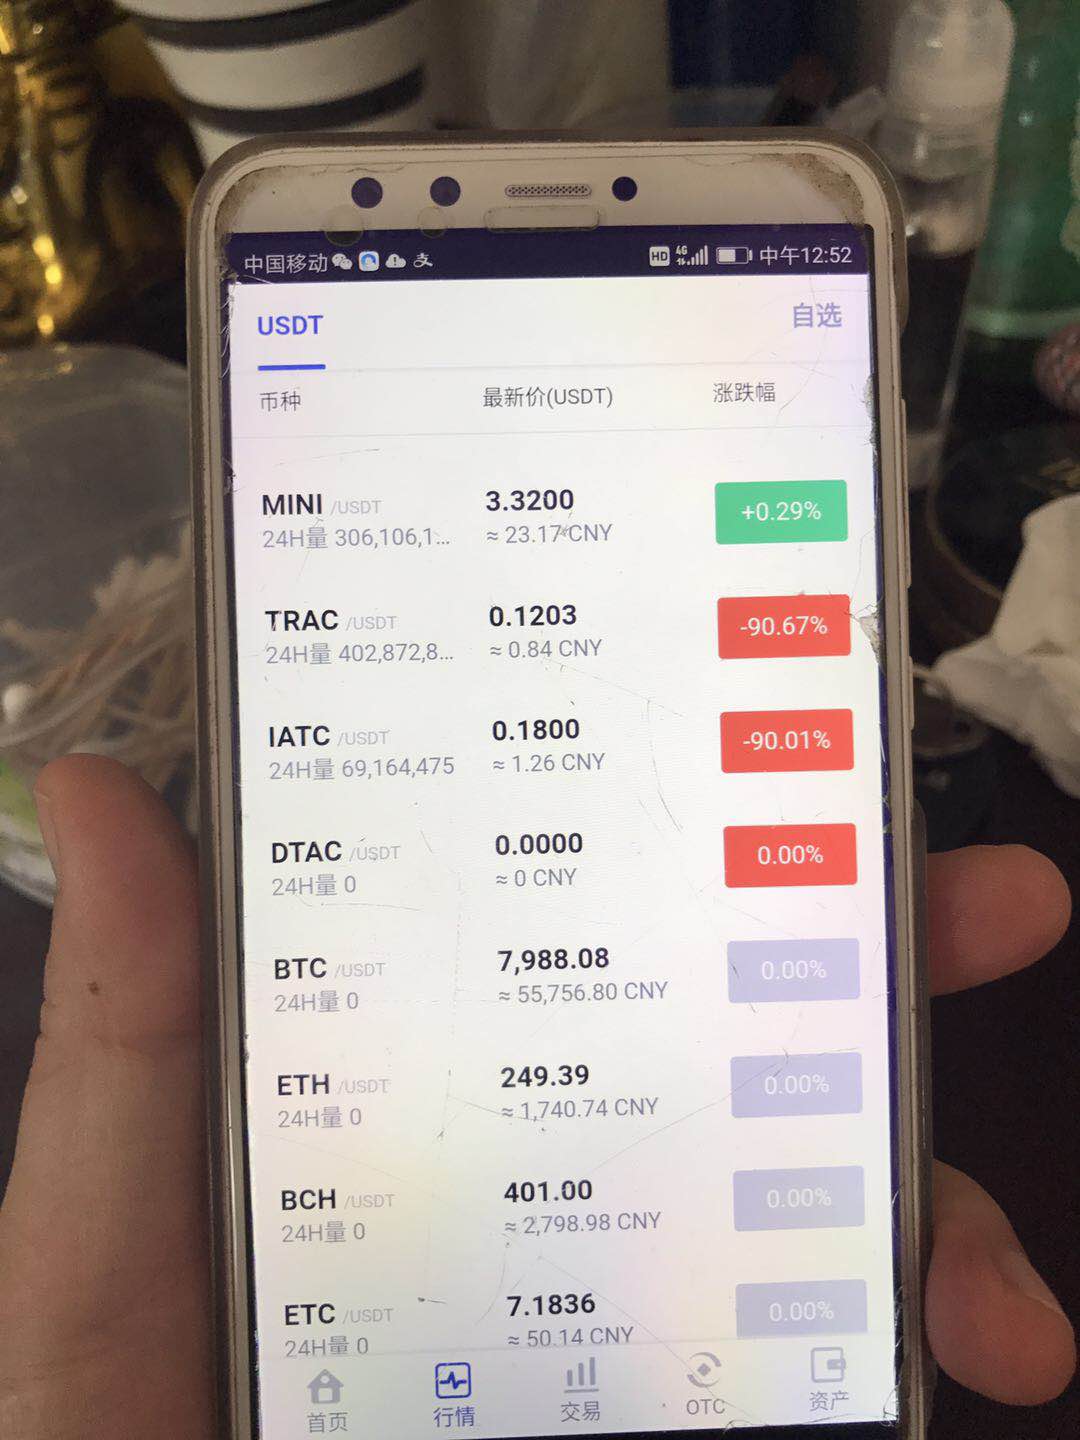 中国移动 HD 4G 中午12:52
USDT 自选
币种 最新价(USDT) 涨跌幅
MINI /USDT 3.3200 +0.29%
24H量 306,106,1... ≈ 23.17 CNY
TRAC /USDT 0.1203 -90.67%
24H量 402,872,8... ≈ 0.84 CNY
IATC /USDT 0.1800 -90.01%
24H量 69,164,475 ≈ 1.26 CNY
DTAC /USDT 0.0000 0.00%
24H量 0 ≈ 0 CNY
BTC /USDT 7,988.08 0.00%
24H量 0 ≈ 55,756.80 CNY
ETH /USDT 249.39 0.00%
24H量 0 ≈ 1,740.74 CNY
BCH /USDT 401.00 0.00%
24H量 0 ≈ 2,798.98 CNY
ETC /USDT 7.1836 0.00%
24H量 0 ≈ 50.14 CNY
首页 行情 交易 OTC 资产